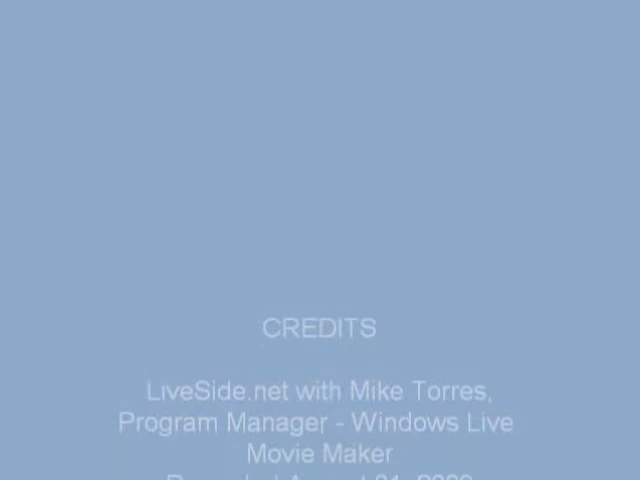 CREDITS
LiveSide.net with Mike Torres,
Program Manager - Windows Live
Movie Maker